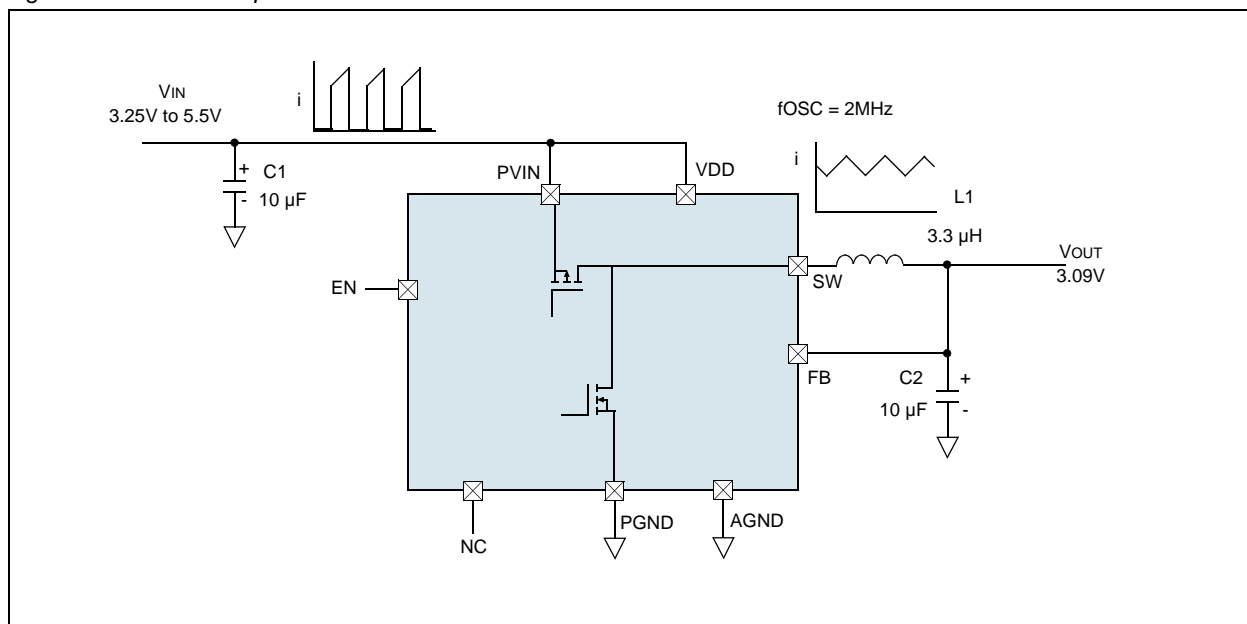 VIN
3.25V to 5.5V
i
fOSC = 2MHz
+
C1
10 µF
-
PVIN
VDD
i
L1
3.3 µH
VOUT
3.09V
EN
SW
FB
C2
+
10 µF
-
PGND
AGND
NC